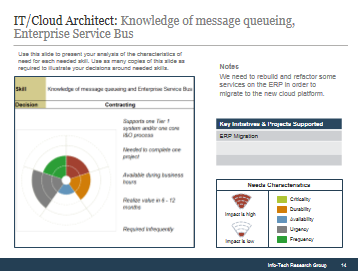 IT/Cloud Architect: Knowledge of message queueing,
Enterprise Service Bus
Use this slide to present your analysis of the characteristics of
need for each needed skill. Use as many copies of this slide as
required to illustrate your decisions around needed skills.
Skill
Knowledge of message queueing and Enterprise Service Bus
Decision
Contracting
Supports one Tier 1
system and/or one core
I&O process
Needed to complete one
project
Available during business
hours
Realize value in 6 - 12
months
Required infrequently
Notes
We need to rebuild and refactor some
services on the ERP in order to
migrate to the new cloud platform.
Key Initiatives & Projects Supported
ERP Migration
Needs Characteristics
Impact is high
Impact is low
Criticality
Durability
Availability
Urgency
Frequency
Info-Tech Research Group
14